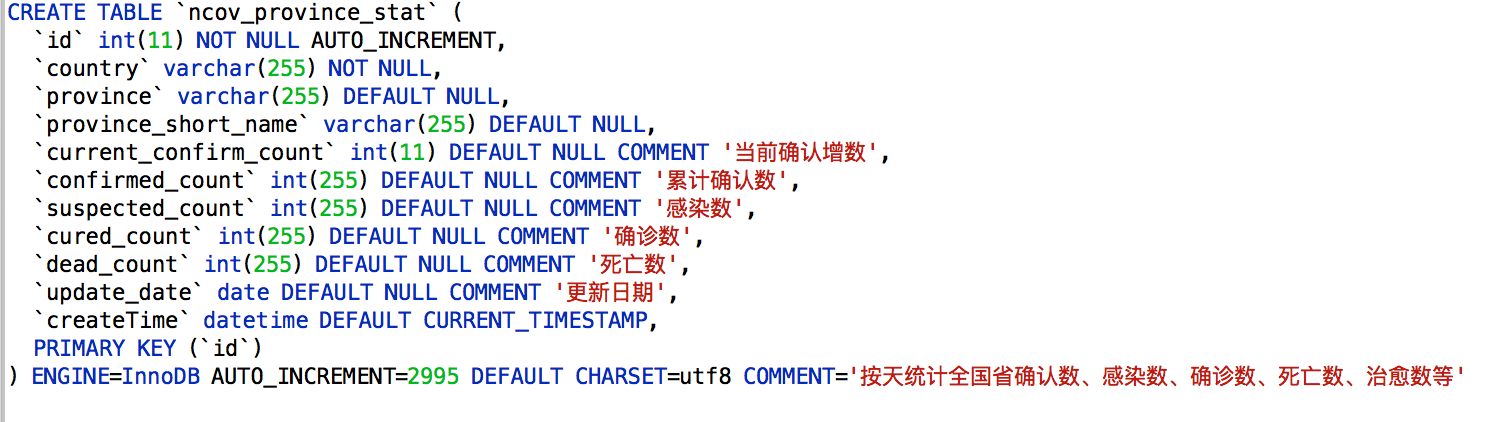 CREATE TABLE `ncov_province_stat` (
  `id` int(11) NOT NULL AUTO_INCREMENT,
  `country` varchar(255) NOT NULL,
  `province` varchar(255) DEFAULT NULL,
  `province_short_name` varchar(255) DEFAULT NULL,
  `current_confirm_count` int(11) DEFAULT NULL COMMENT '当前确认增数',
  `confirmed_count` int(255) DEFAULT NULL COMMENT '累计确认数',
  `suspected_count` int(255) DEFAULT NULL COMMENT '感染数',
  `cured_count` int(255) DEFAULT NULL COMMENT '确诊数',
  `dead_count` int(255) DEFAULT NULL COMMENT '死亡数',
  `update_date` date DEFAULT NULL COMMENT '更新日期',
  `createTime` datetime DEFAULT CURRENT_TIMESTAMP,
  PRIMARY KEY (`id`)
) ENGINE=InnoDB AUTO_INCREMENT=2995 DEFAULT CHARSET=utf8 COMMENT='按天统计全国省确认数、感染数、确诊数、死亡数、治愈数等'